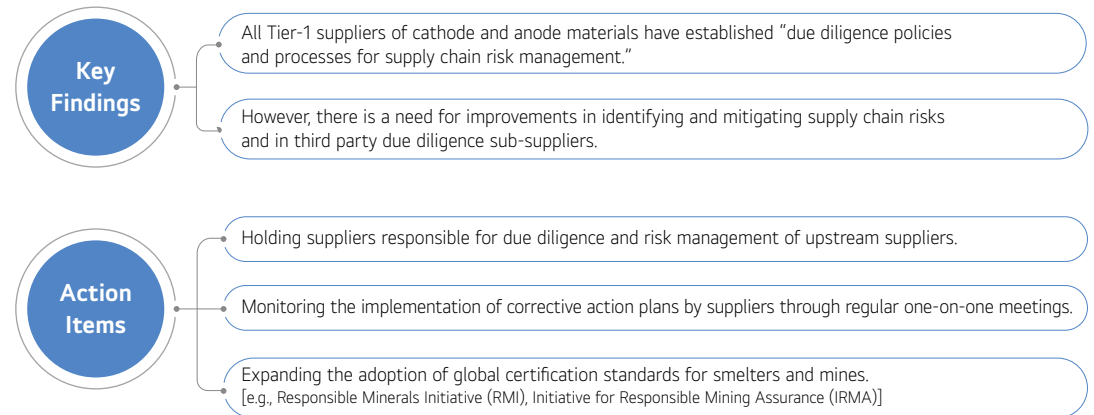 Key
Findings
All Tier-1 suppliers of cathode and anode materials have established “due diligence policies
and processes for supply chain risk management.”
However, there is a need for improvements in identifying and mitigating supply chain risks
and in third party due diligence sub-suppliers.
Action
Items
Holding suppliers responsible for due diligence and risk management of upstream suppliers.
Monitoring the implementation of corrective action plans by suppliers through regular one-on-one meetings.
Expanding the adoption of global certification standards for smelters and mines.
[e.g., Responsible Minerals Initiative (RMI), Initiative for Responsible Mining Assurance (IRMA)]